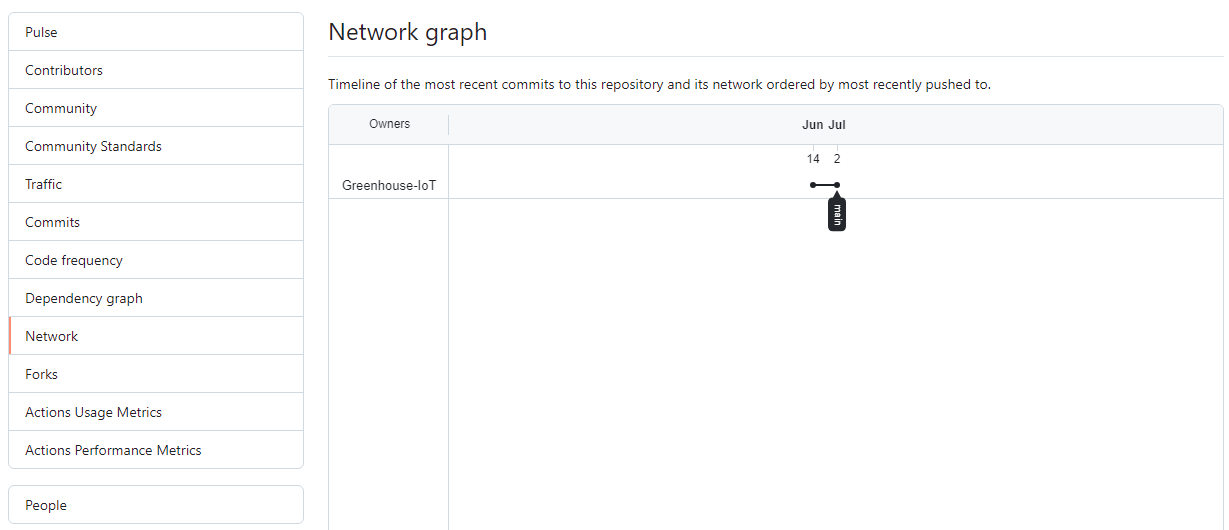 Pulse
Contributors
Community
Community Standards
Traffic
Commits
Code frequency
Dependency graph
Network
Forks
Actions Usage Metrics
Actions Performance Metrics
People
Network graph
Timeline of the most recent commits to this repository and its network ordered by most recently pushed to.
Owners
Jun Jul
14 2
Greenhouse-IoT
main